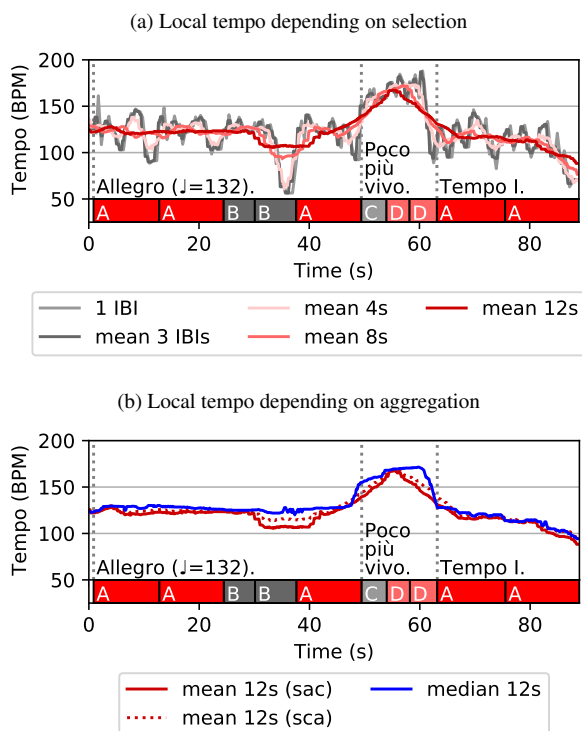 (a) Local tempo depending on selection
200
150
100
50
Tempo (BPM)
Allegro (♩=132).
Poco
più
vivo.
Tempo I.
A A B B A C D D A A
0 20 40 60 80
Time (s)
1 IBI mean 4s mean 12s
mean 3 IBIs mean 8s
(b) Local tempo depending on aggregation
200
150
100
50
Tempo (BPM)
Allegro (♩=132).
Poco
più
vivo.
Tempo I.
A A B B A C D D A A
0 20 40 60 80
Time (s)
mean 12s (sac) median 12s
mean 12s (sca)